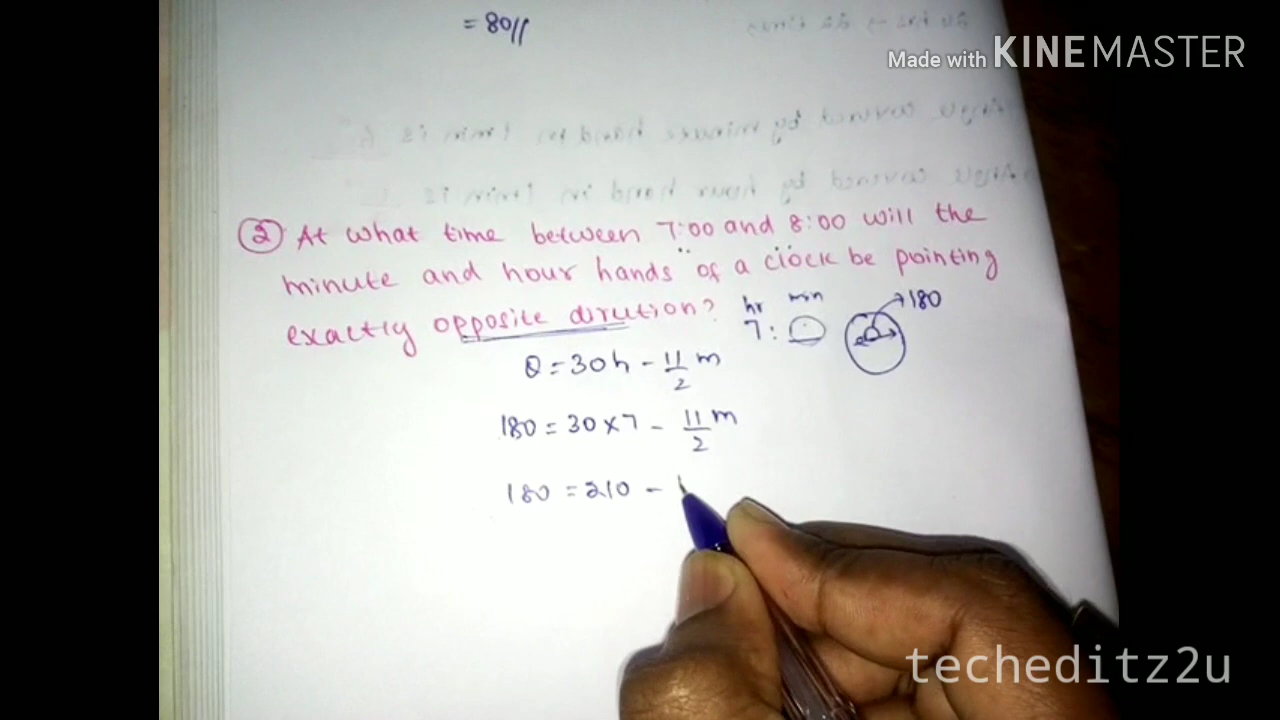 = 80//
Made with KINEMASTER
② At what time between 7:00 and 8:00 will the
minute and hour hands of a clock be pointing
exactly opposite dirution?
hr min
7:
180
θ = 30h - 11/2 m
180 = 30 x 7 - 11/2 m
180 = 210 -
techeditz2u